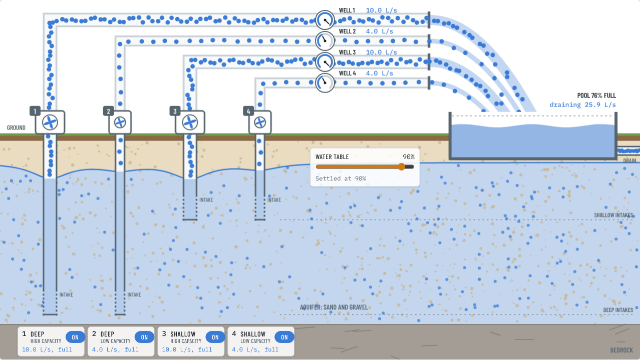 WELL 1 10.0 L/s
WELL 2 4.0 L/s
WELL 3 10.0 L/s
WELL 4 4.0 L/s
POOL 76% FULL
draining 25.9 L/s
1
2
3
4
GROUND
DRAIN
WATER TABLE 90%
Settled at 90%
INTAKE
INTAKE
SHALLOW INTAKES
INTAKE
INTAKE
AQUIFER: SAND AND GRAVEL
DEEP INTAKES
1 DEEP
HIGH CAPACITY
ON
10.0 L/s, full
2 DEEP
LOW CAPACITY
ON
4.0 L/s, full
3 SHALLOW
HIGH CAPACITY
ON
10.0 L/s, full
4 SHALLOW
LOW CAPACITY
ON
4.0 L/s, full
BEDROCK